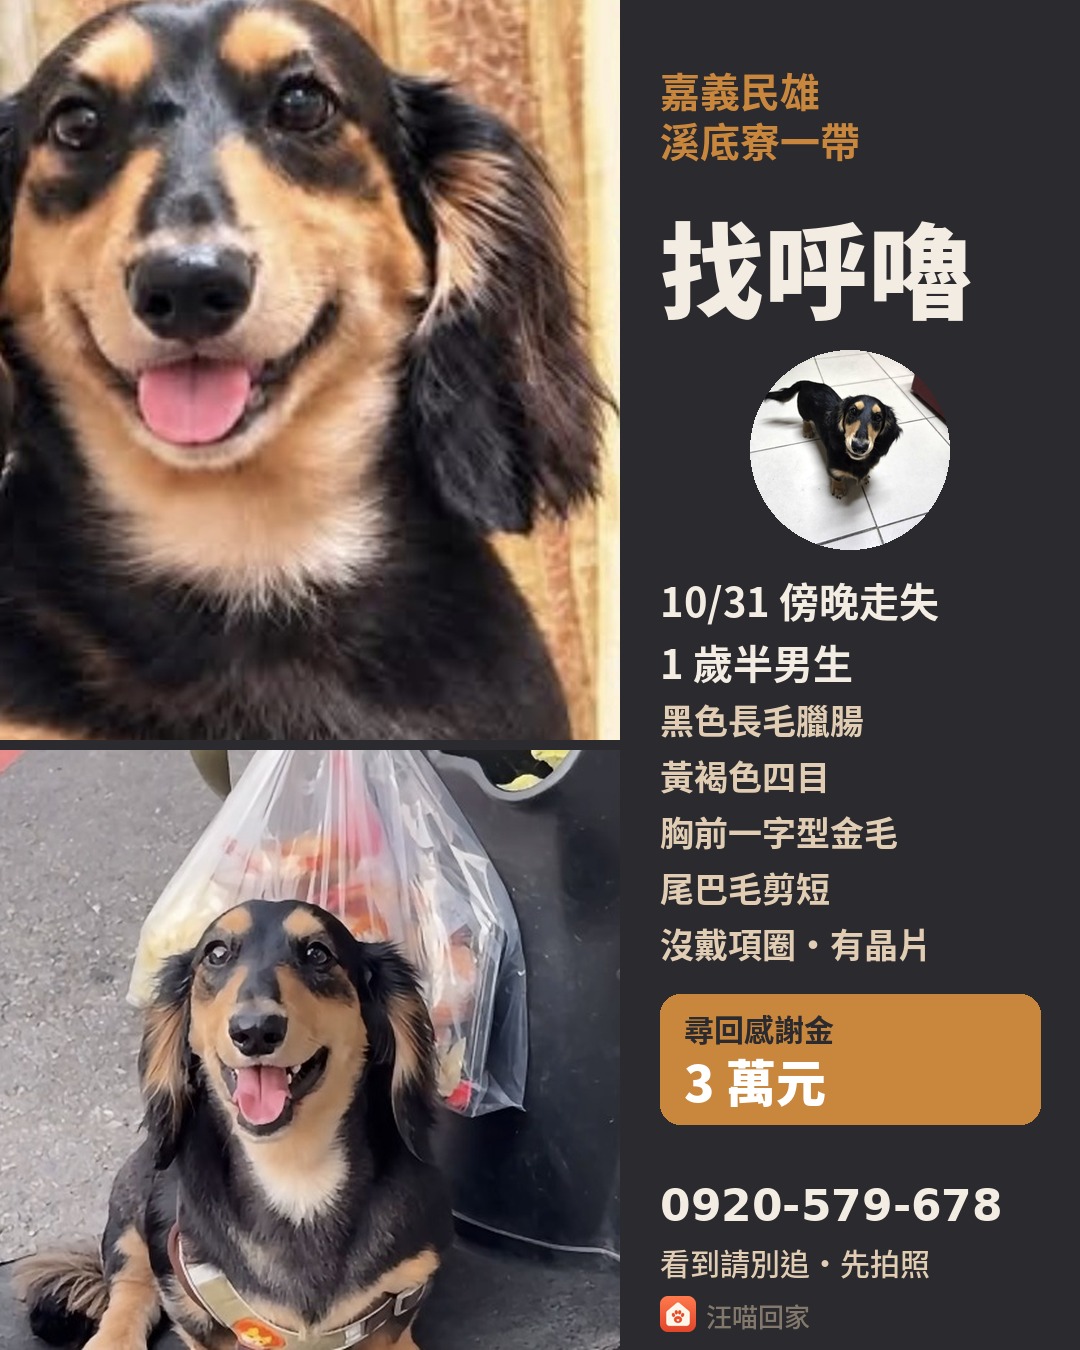 嘉義民雄
溪底寮一帶
找呼嚕
10/31 傍晚走失
1 歲半男生
黑色長毛臘腸
黃褐色四目
胸前一字型金毛
尾巴毛剪短
沒戴項圈・有晶片
尋回感謝金
3 萬元
0920-579-678
看到請別追・先拍照
汪喵回家